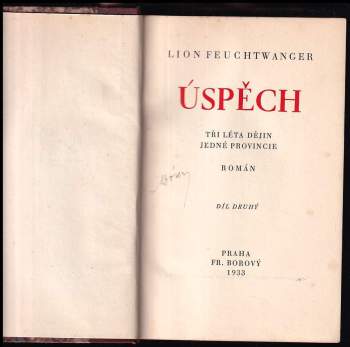 LION FEUCHTWANGER
ÚSPĚCH
TŘI LÉTA DĚJIN
JEDNÉ PROVINCIE
ROMÁN
DÍL DRUHÝ
PRAHA
FR. BOROVÝ
1933